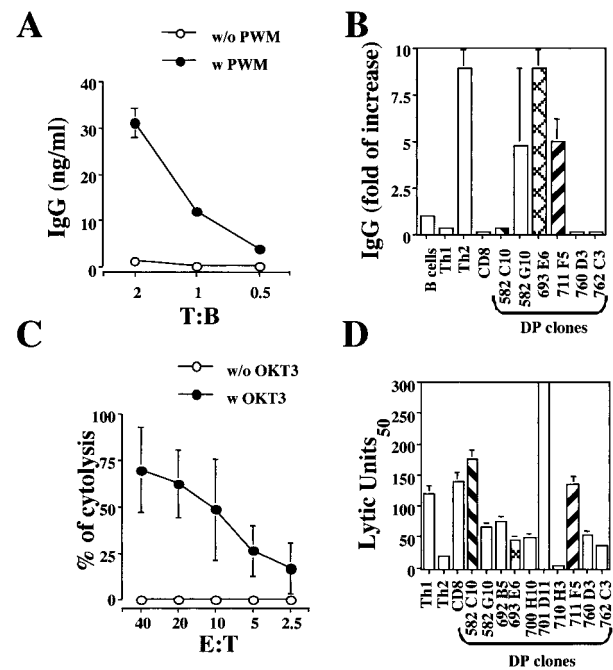 A
w/o PWM
w PWM
IgG (ng/ml)
40
30
20
10
0
2 1 0.5
T:B
B
IgG (fold of increase)
10
7.5
5
2.5
0
B cells
Th1
Th2
CD8
582 C10
582 G10
693 E6
711 F5
760 D3
762 C3
DP clones
C
w/o OKT3
w OKT3
% of cytolysis
100
75
50
25
0
40 20 10 5 2.5
E:T
D
Lytic Units50
300
200
150
100
50
0
Th1
Th2
CD8
582 C10
582 G10
692 B5
693 E6
700 H10
701 D11
710 H3
711 F5
760 D3
762 C3
DP clones